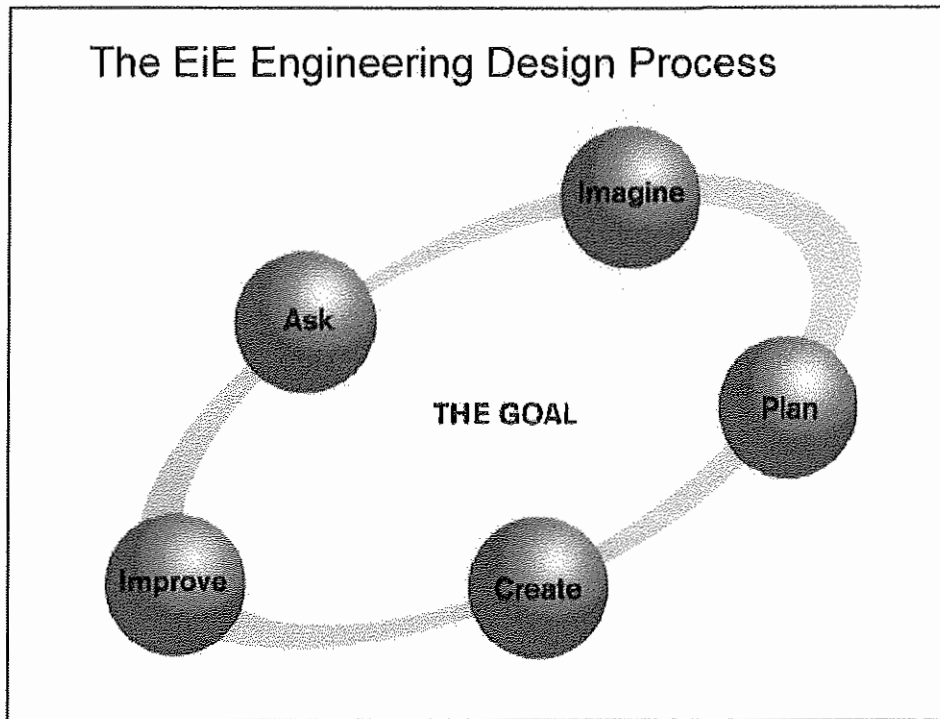 The EiE Engineering Design Process
Imagine
Ask
Plan
THE GOAL
Improve
Create